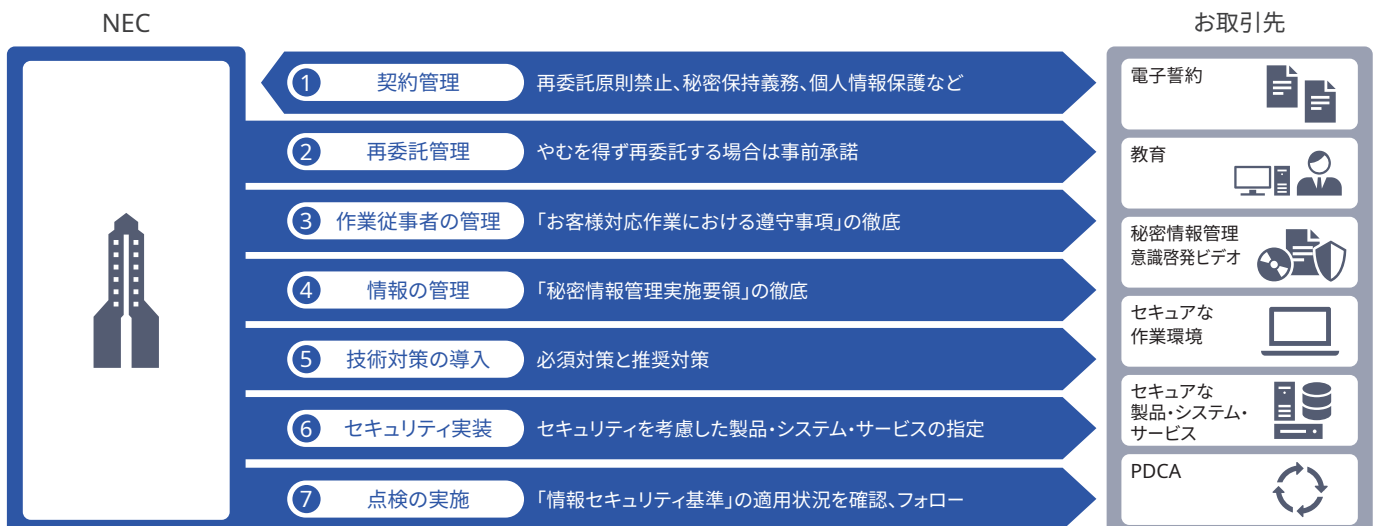 NEC
お取引先
1 契約管理 再委託原則禁止、秘密保持義務、個人情報保護など
2 再委託管理 やむを得ず再委託する場合は事前承諾
3 作業従事者の管理 「お客様対応作業における遵守事項」の徹底
4 情報の管理 「秘密情報管理実施要領」の徹底
5 技術対策の導入 必須対策と推奨対策
6 セキュリティ実装 セキュリティを考慮した製品・システム・サービスの指定
7 点検の実施 「情報セキュリティ基準」の適用状況を確認、フォロー
電子誓約
教育
秘密情報管理
意識啓発ビデオ
セキュアな
作業環境
セキュアな
製品・システム・
サービス
PDCA